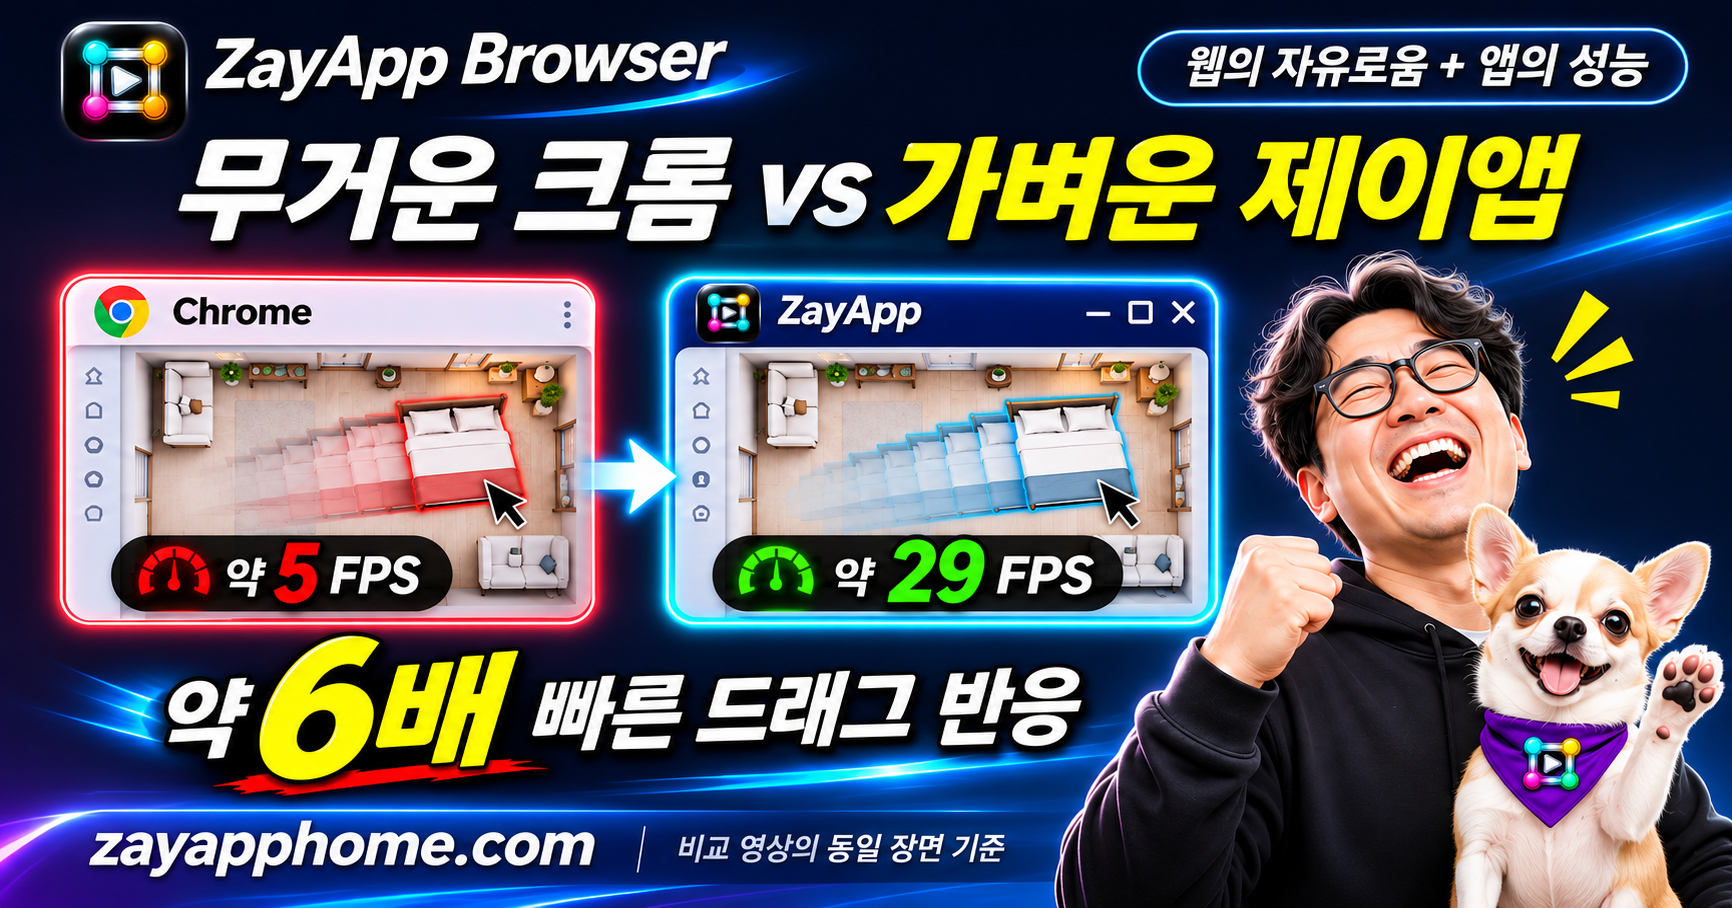 ZayApp Browser
웹의 자유로움 + 앱의 성능
무거운 크롬 vs 가벼운 제이앱
Chrome
ZayApp
약 5 FPS
약 29 FPS
약 6배 빠른 드래그 반응
zayapphome.com
비교 영상의 동일 장면 기준